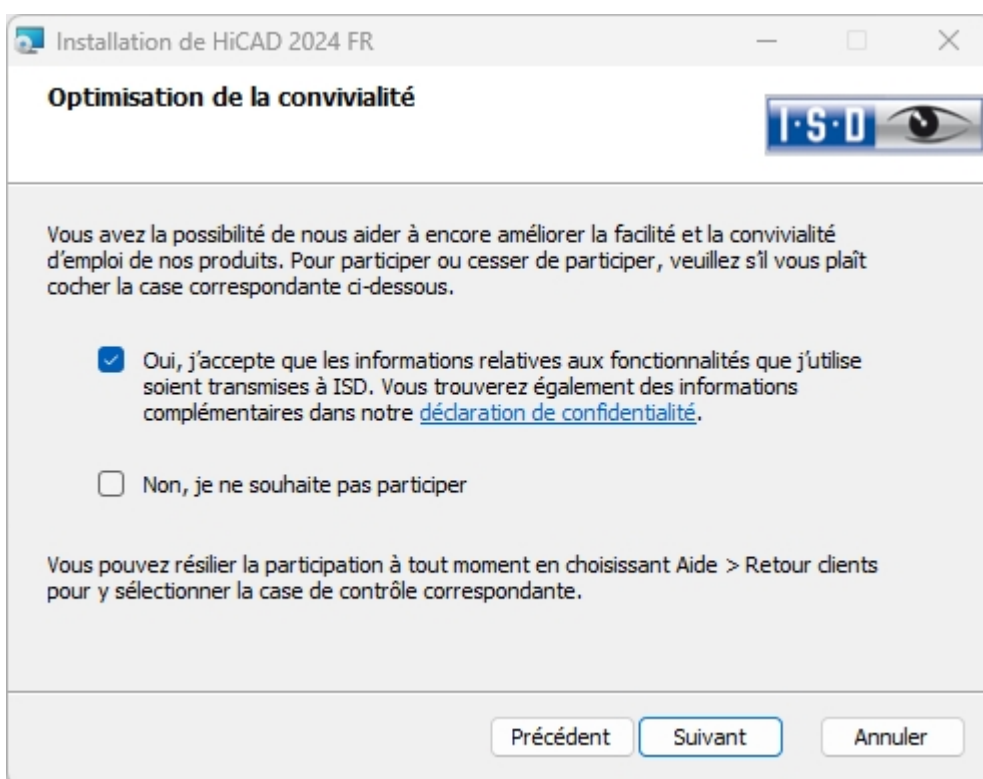 Installation de HiCAD 2024 FR
Optimisation de la convivialité
I·S·D
Vous avez la possibilité de nous aider à encore améliorer la facilité et la convivialité
d'emploi de nos produits. Pour participer ou cesser de participer, veuillez s'il vous plaît
cocher la case correspondante ci-dessous.
Oui, j'accepte que les informations relatives aux fonctionnalités que j'utilise
soient transmises à ISD. Vous trouverez également des informations
complémentaires dans notre déclaration de confidentialité.
Non, je ne souhaite pas participer
Vous pouvez résilier la participation à tout moment en choisissant Aide > Retour clients
pour y sélectionner la case de contrôle correspondante.
Précédent Suivant Annuler